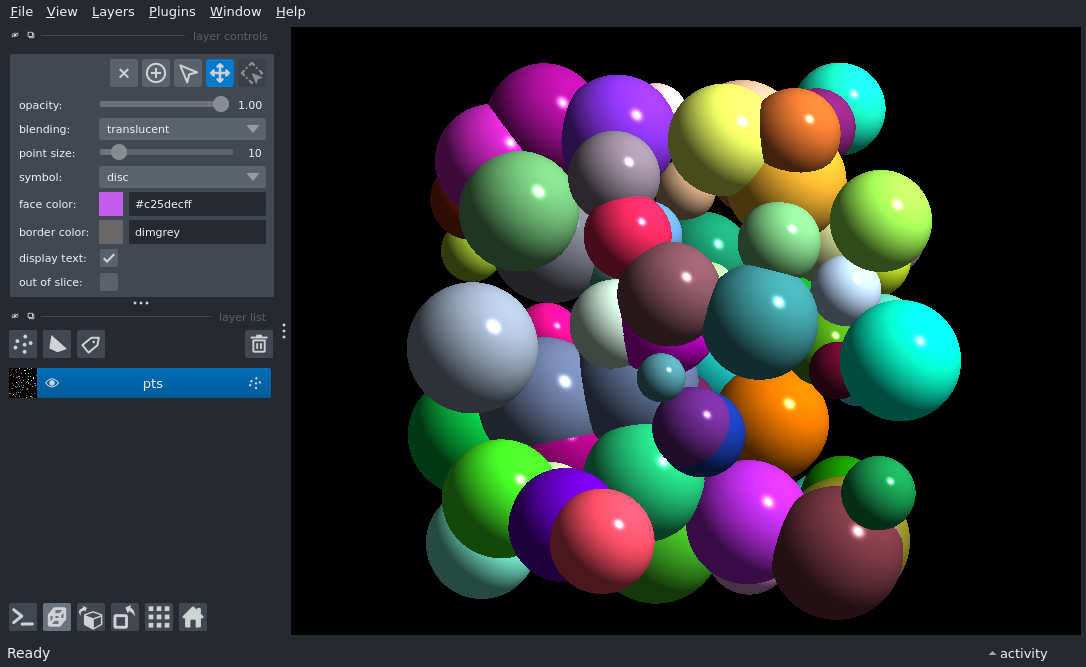 File View Layers Plugins Window Help
layer controls
opacity: 1.00
blending: translucent
point size: 10
symbol: disc
face color: #c25decff
border color: dimgrey
display text:
out of slice:
layer list
pts
Ready
activity